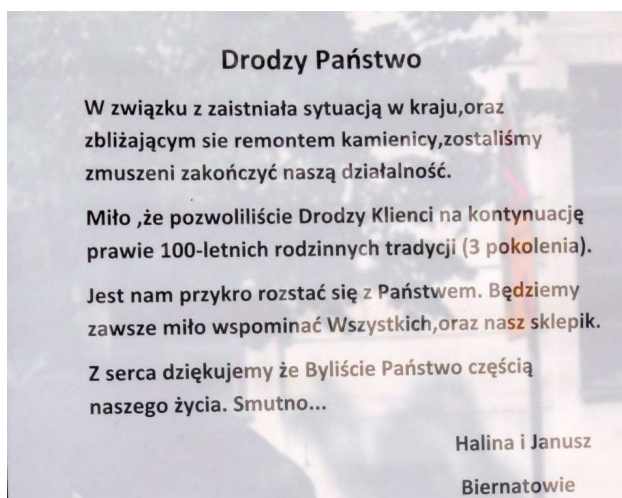 Drodzy Państwo
W związku z zaistniała sytuacją w kraju,oraz
zbliżającym sie remontem kamienicy,zostaliśmy
zmuszeni zakończyć naszą działalność.
Miło ,że pozwoliliście Drodzy Klienci na kontynuację
prawie 100-letnich rodzinnych tradycji (3 pokolenia).
Jest nam przykro rozstać się z Państwem. Będziemy
zawsze miło wspominać Wszystkich,oraz nasz sklepik.
Z serca dziękujemy że Byliście Państwo częścią
naszego życia. Smutno...
Halina i Janusz
Biernatowie